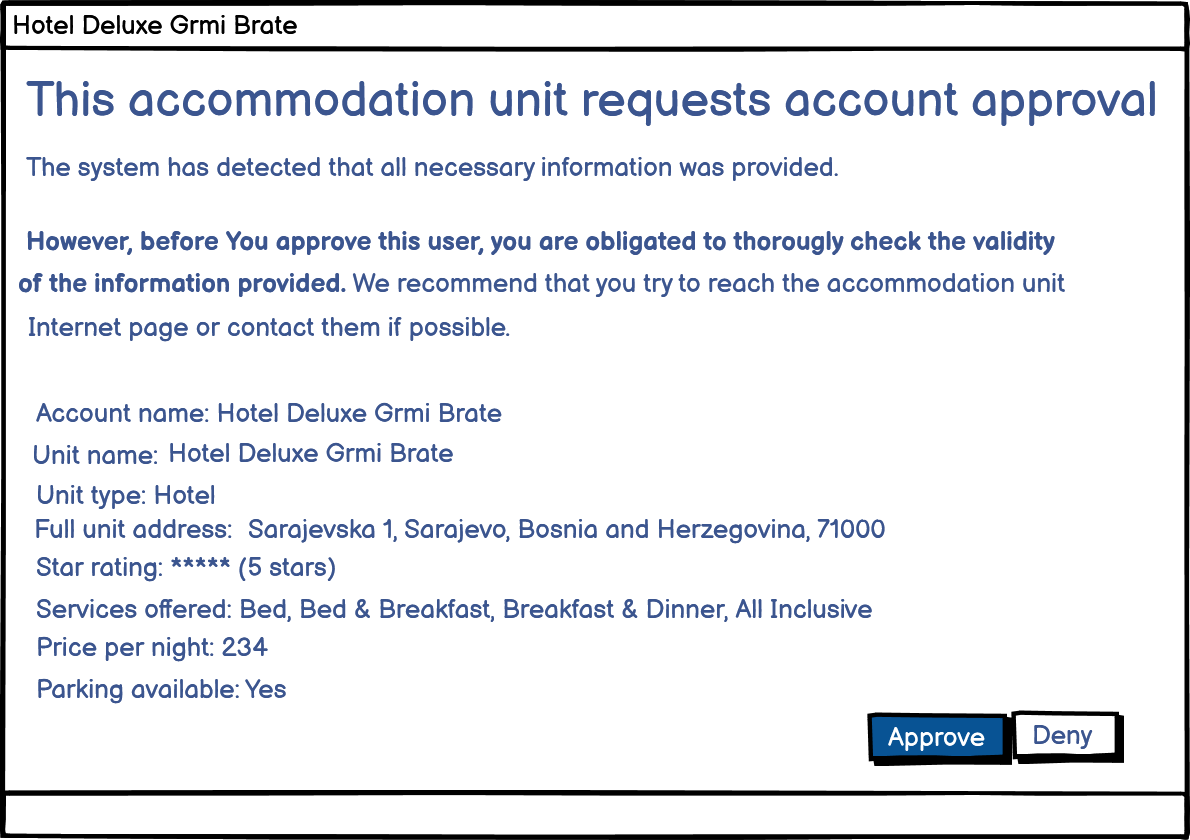 Hotel Deluxe Grmi Brate
This accommodation unit requests account approval
The system has detected that all necessary information was provided.
However, before You approve this user, you are obligated to thorougly check the validity
of the information provided. We recommend that you try to reach the accommodation unit
Internet page or contact them if possible.
Account name: Hotel Deluxe Grmi Brate
Unit name: Hotel Deluxe Grmi Brate
Unit type: Hotel
Full unit address: Sarajevska 1, Sarajevo, Bosnia and Herzegovina, 71000
Star rating: ***** (5 stars)
Services offered: Bed, Bed & Breakfast, Breakfast & Dinner, All Inclusive
Price per night: 234
Parking available: Yes
Approve Deny